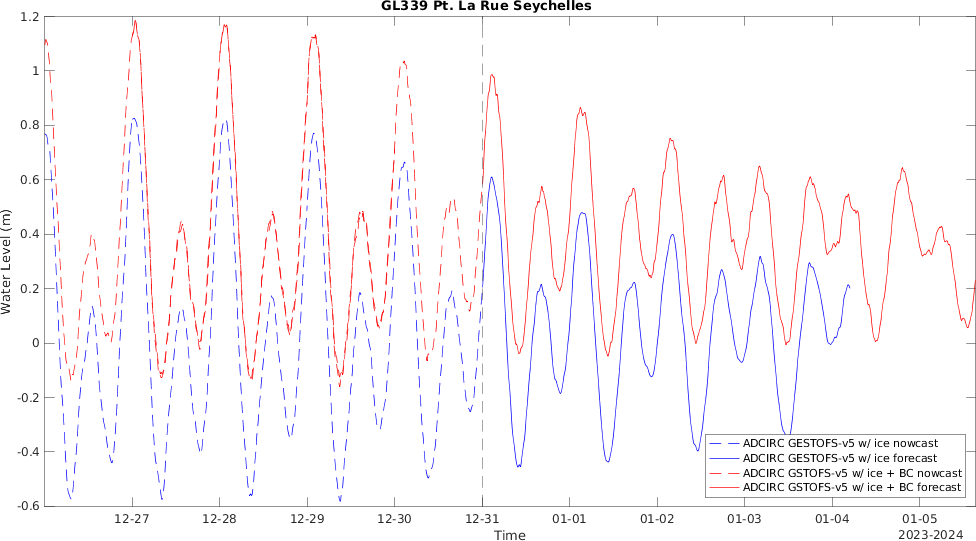 GL339 Pt. La Rue Seychelles
Water Level (m)
1.2
1
0.8
0.6
0.4
0.2
0
-0.2
-0.4
-0.6
ADCIRC GESTOFS-v5 w/ ice nowcast
ADCIRC GESTOFS-v5 w/ ice forecast
ADCIRC GSTOFS-v5 w/ ice + BC nowcast
ADCIRC GSTOFS-v5 w/ ice + BC forecast
12-27 12-28 12-29 12-30 12-31 01-01 01-02 01-03 01-04 01-05
Time
2023-2024